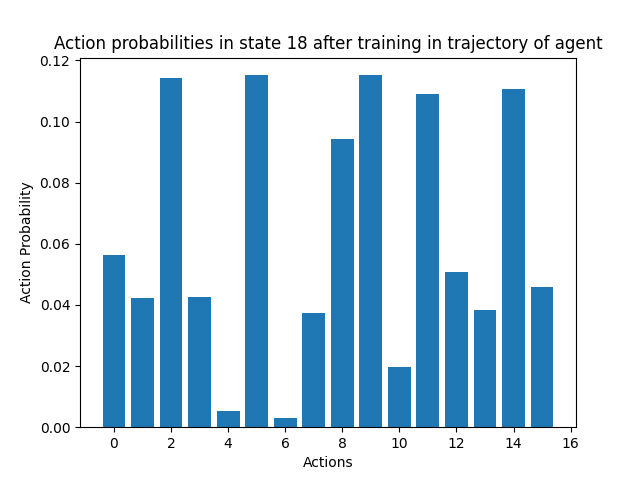 Action probabilities in state 18 after training in trajectory of agent
0.12
0.10
0.08
0.06
0.04
0.02
0.00
Action Probability
0 2 4 6 8 10 12 14 16
Actions